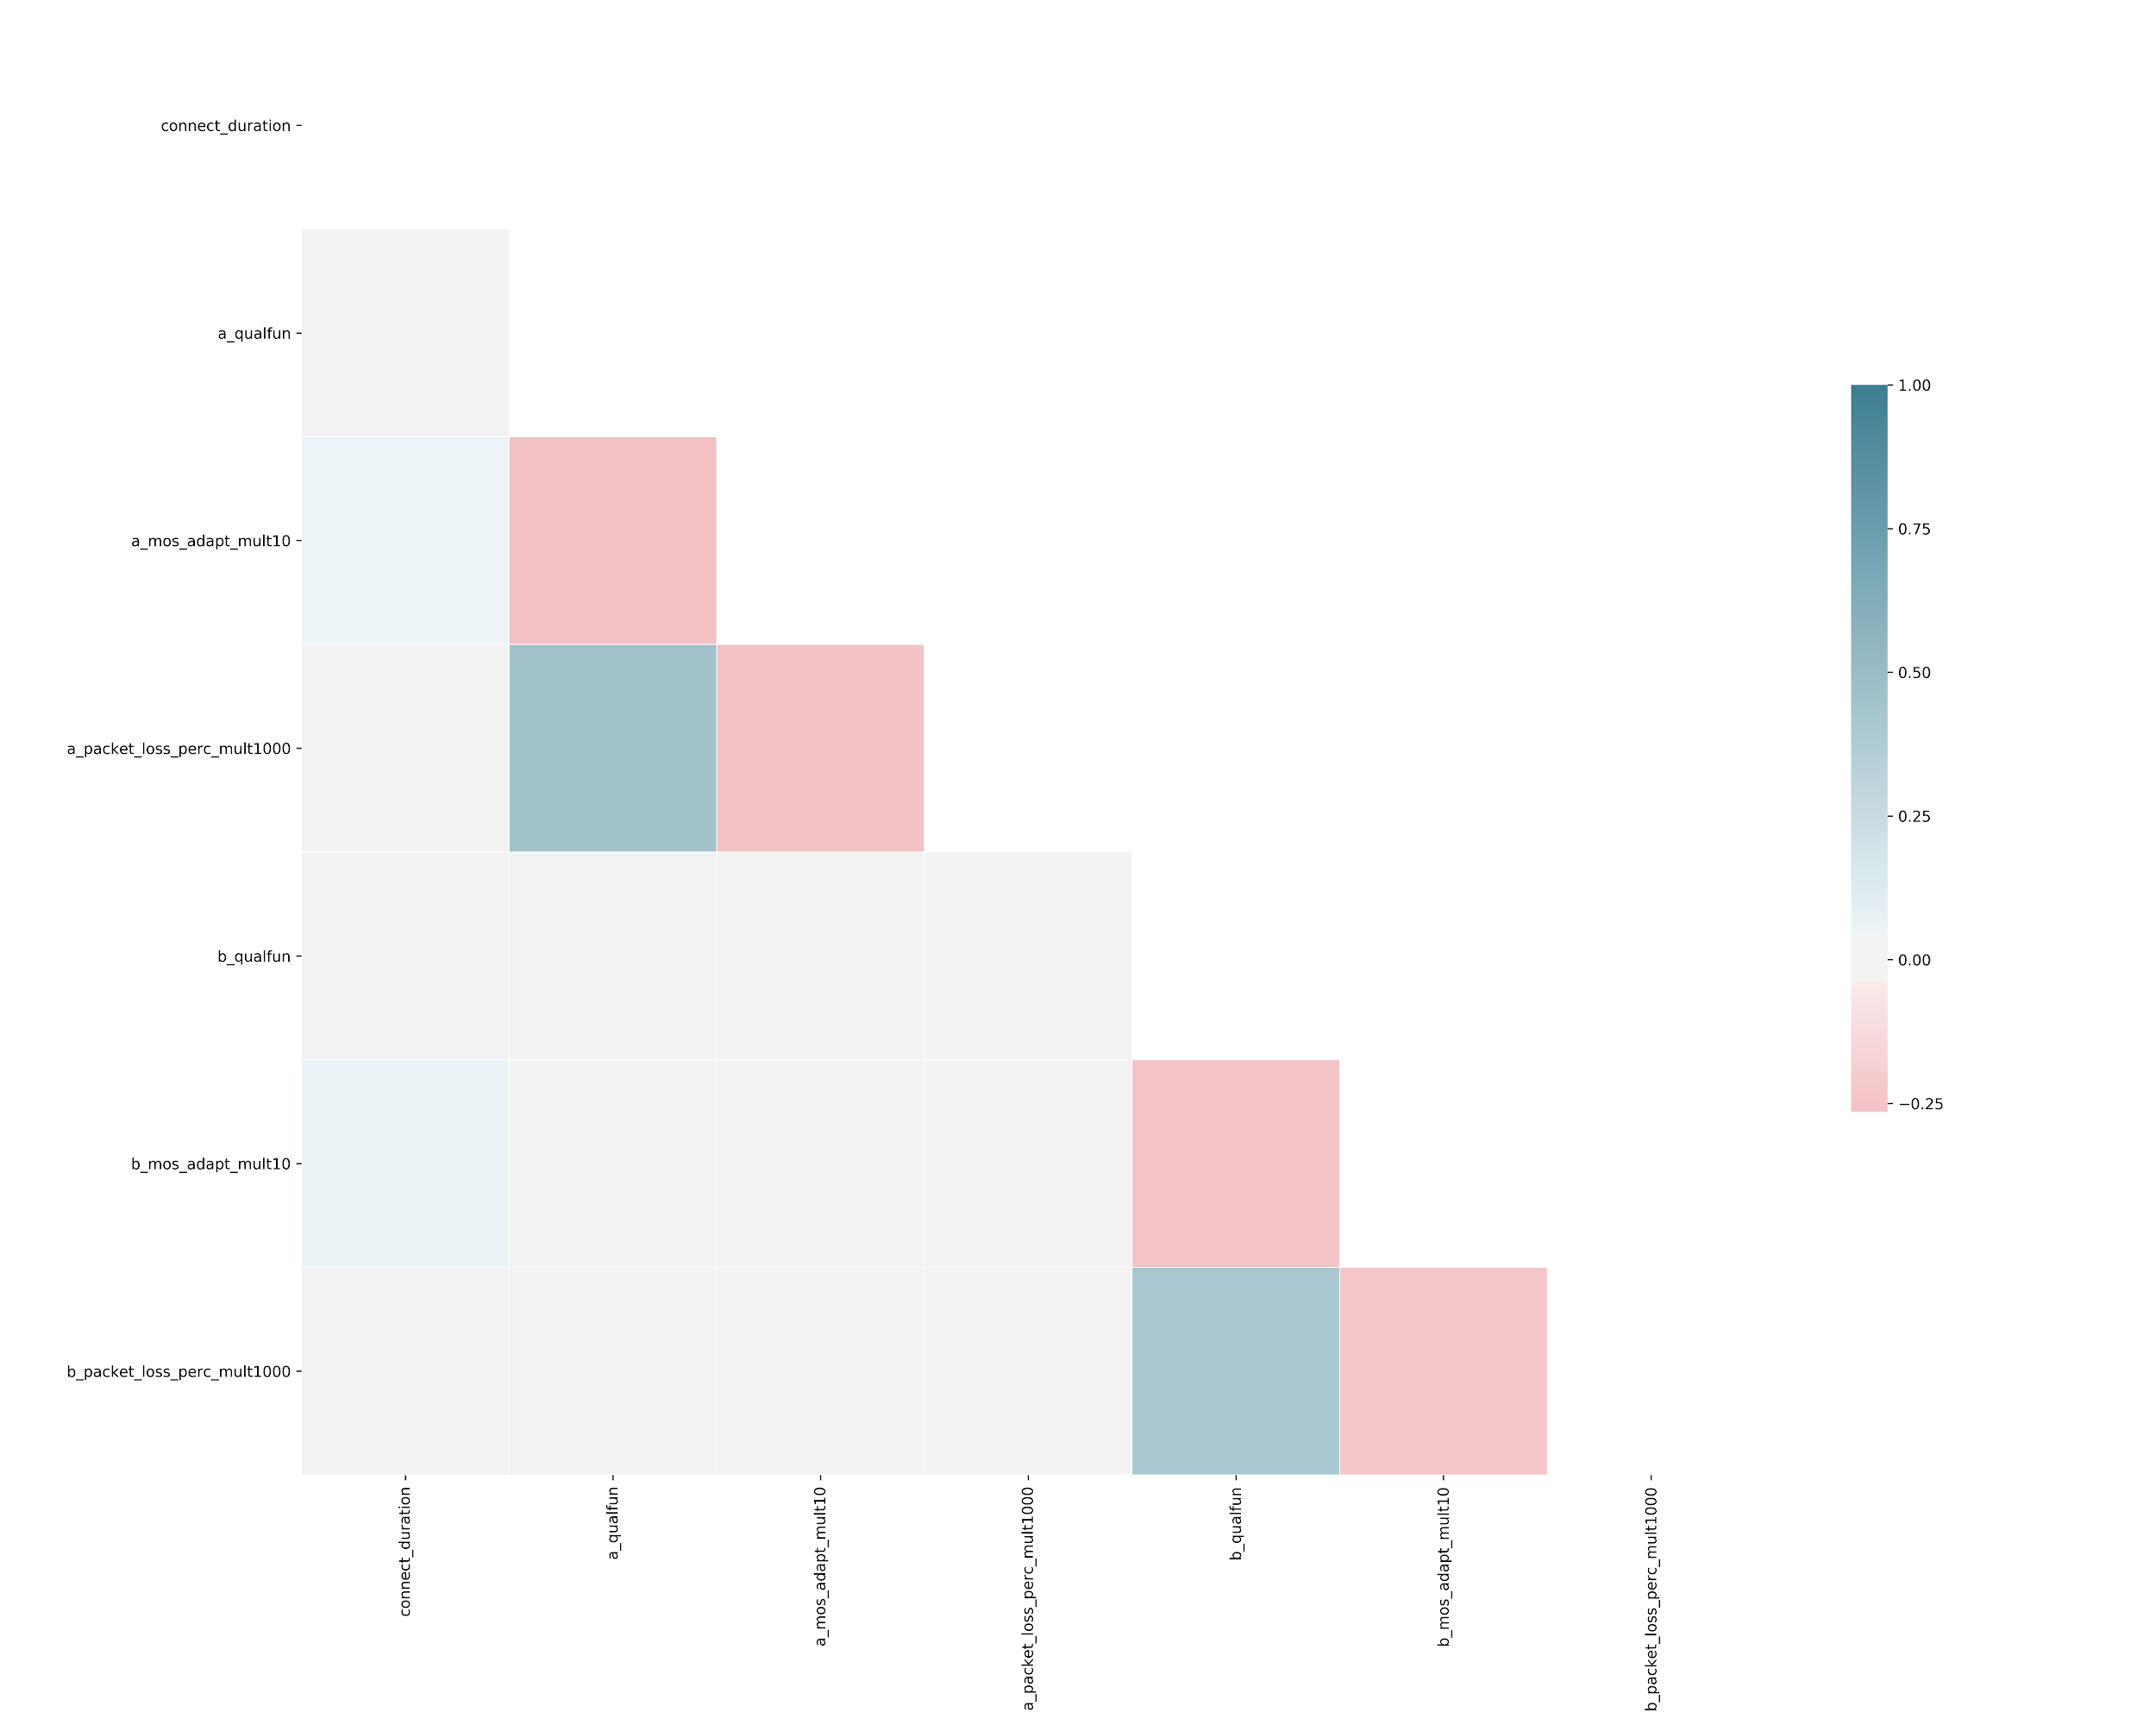 connect_duration
a_qualfun
a_mos_adapt_mult10
a_packet_loss_perc_mult1000
b_qualfun
b_mos_adapt_mult10
b_packet_loss_perc_mult1000
connect_duration
a_qualfun
a_mos_adapt_mult10
a_packet_loss_perc_mult1000
b_qualfun
b_mos_adapt_mult10
b_packet_loss_perc_mult1000
1.00
0.75
0.50
0.25
0.00
−0.25